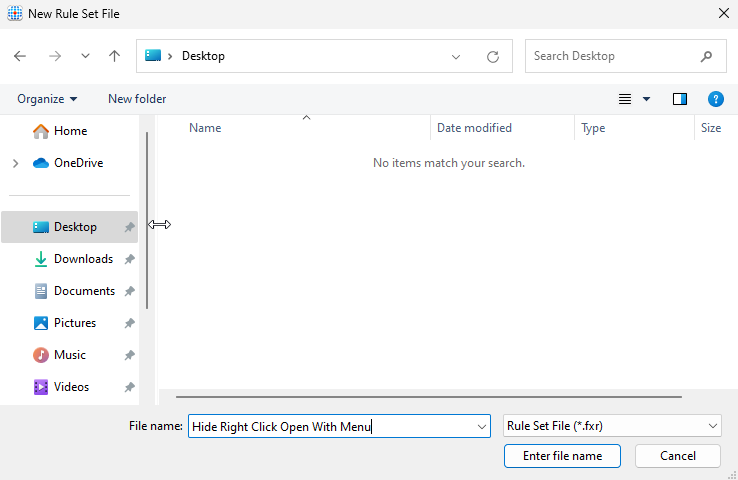 New Rule Set File
Desktop
Search Desktop
Organize
New folder
?
Name
Date modified
Type
Size
Home
OneDrive
No items match your search.
Desktop
Downloads
Documents
Pictures
Music
Videos
File name:
Hide Right Click Open With Menu
Rule Set File (*.fxr)
Enter file name
Cancel